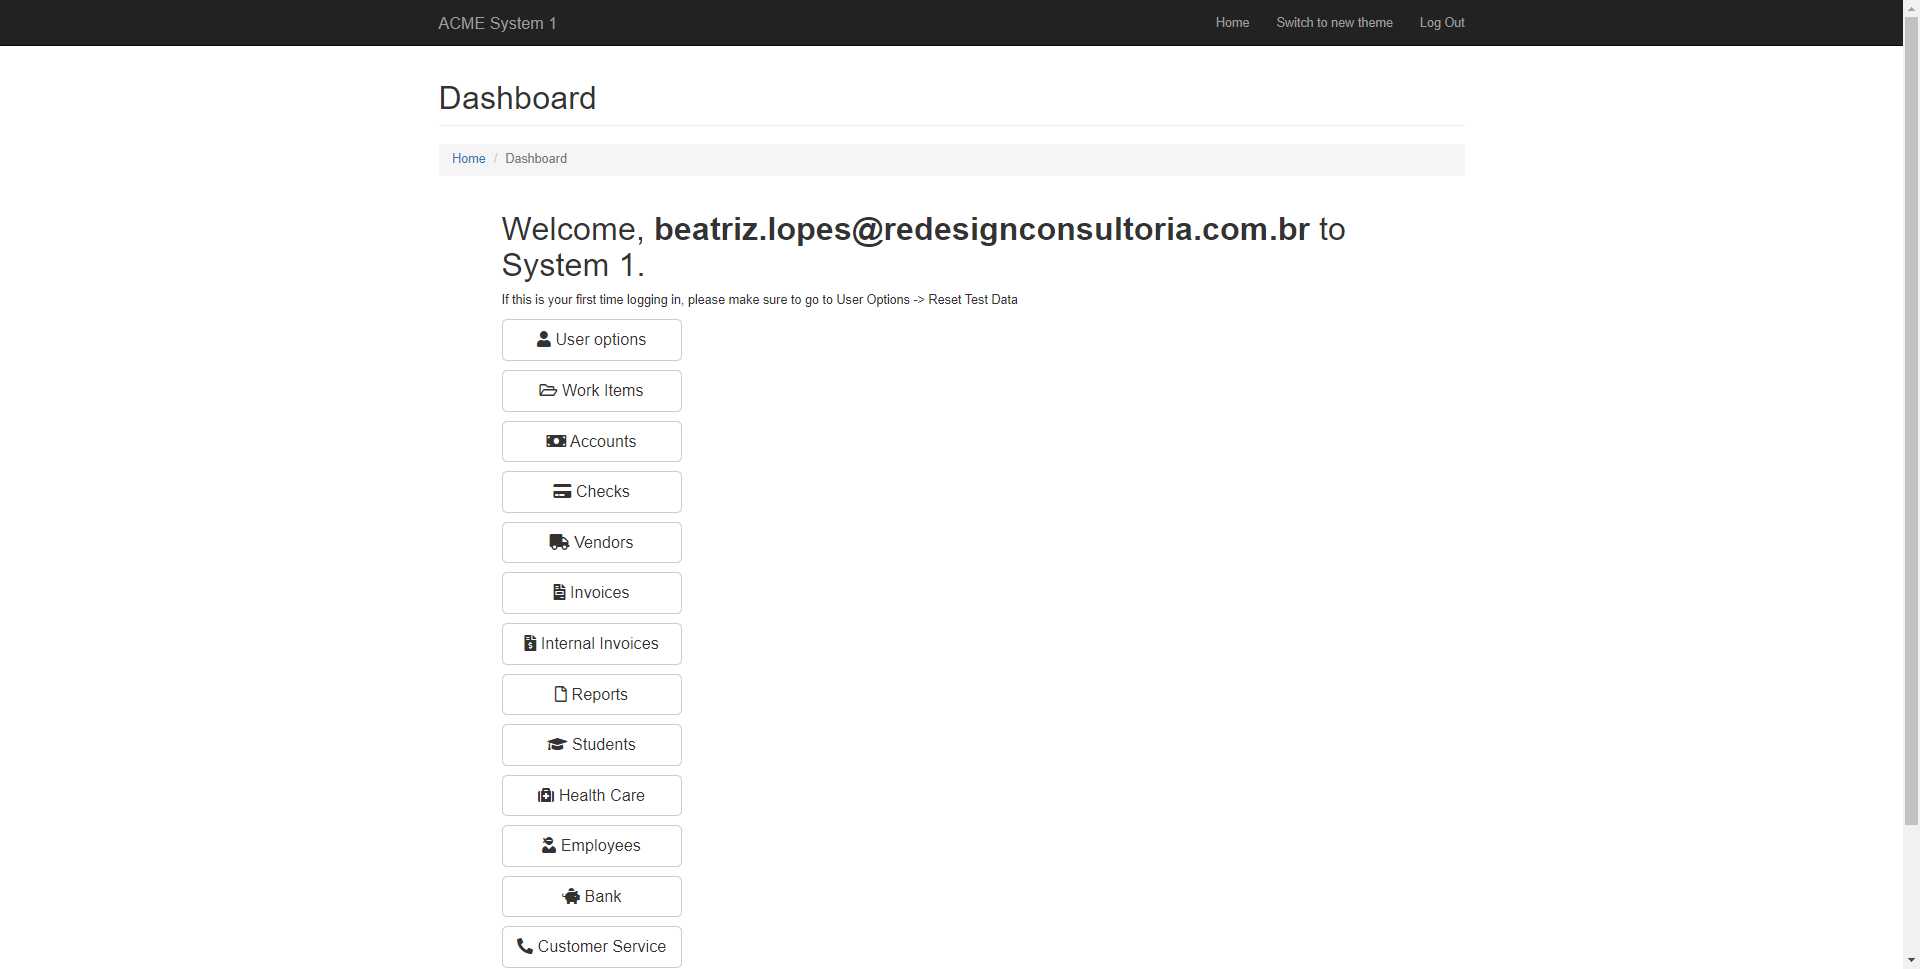 ACME System 1
Home
Switch to new theme
Log Out
Dashboard
Home / Dashboard
Welcome, beatriz.lopes@redesignconsultoria.com.br to
System 1.
If this is your first time logging in, please make sure to go to User Options -> Reset Test Data
User options
Work Items
Accounts
Checks
Vendors
Invoices
Internal Invoices
Reports
Students
Health Care
Employees
Bank
Customer Service